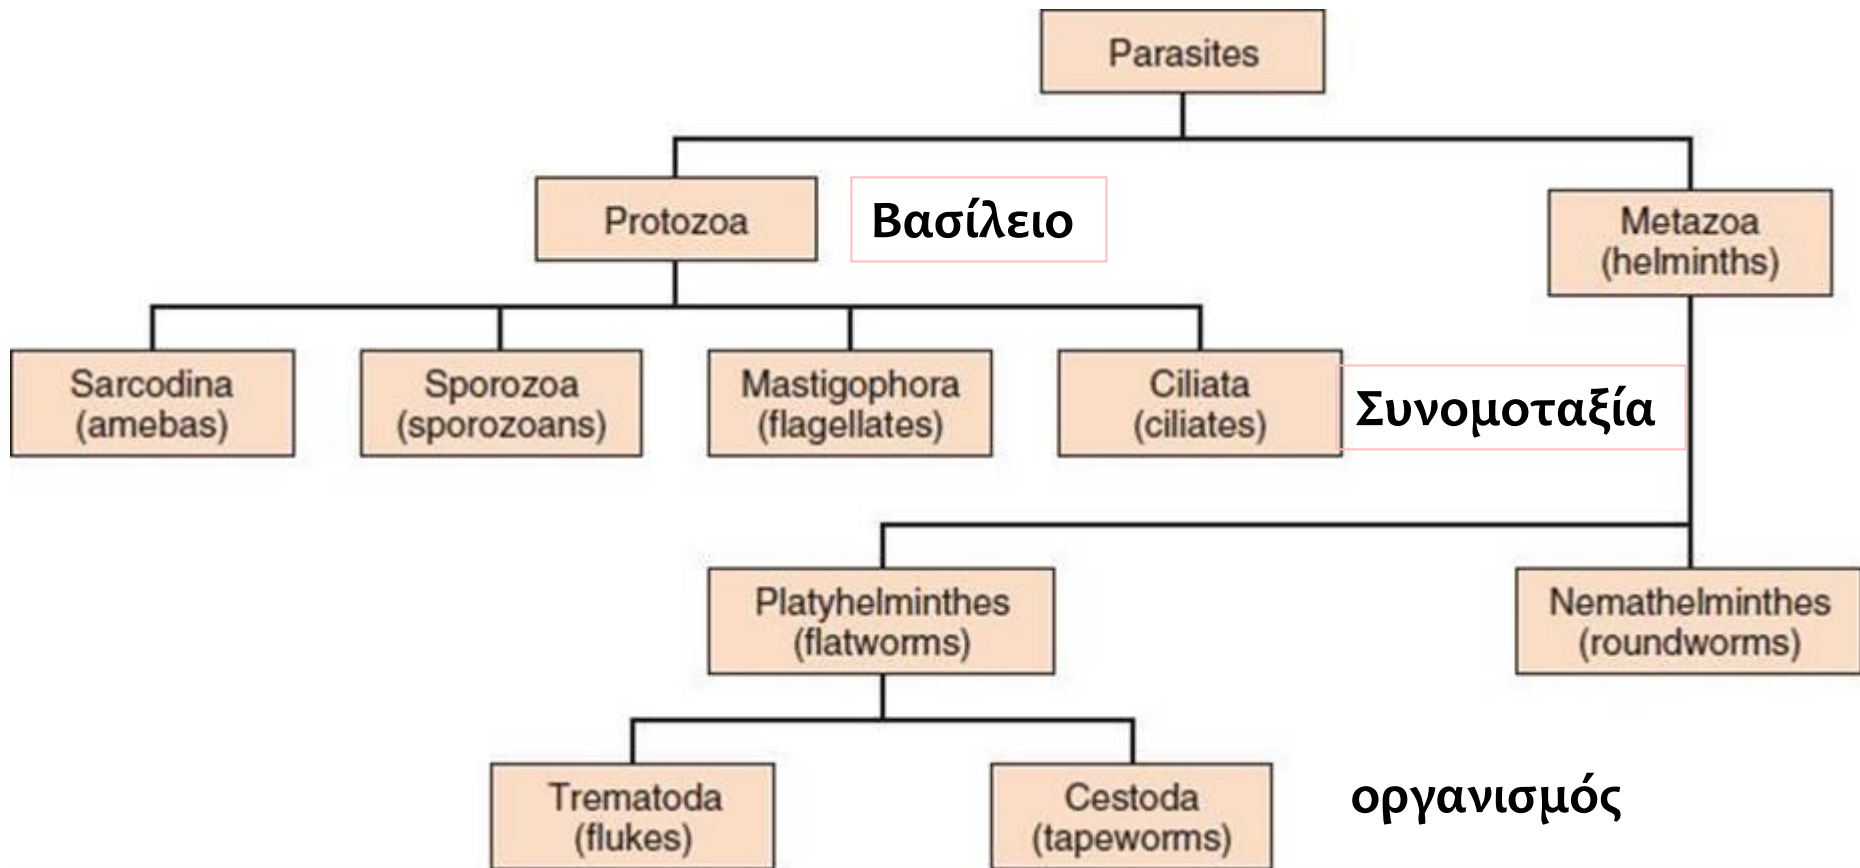 Parasites
Protozoa
Βασίλειο
Metazoa
(helminths)
Sarcodina
(amebas)
Sporozoa
(sporozoans)
Mastigophora
(flagellates)
Ciliata
(ciliates)
Συνομοταξία
Platyhelminthes
(flatworms)
Nemathelminthes
(roundworms)
Trematoda
(flukes)
Cestoda
(tapeworms)
οργανισμός